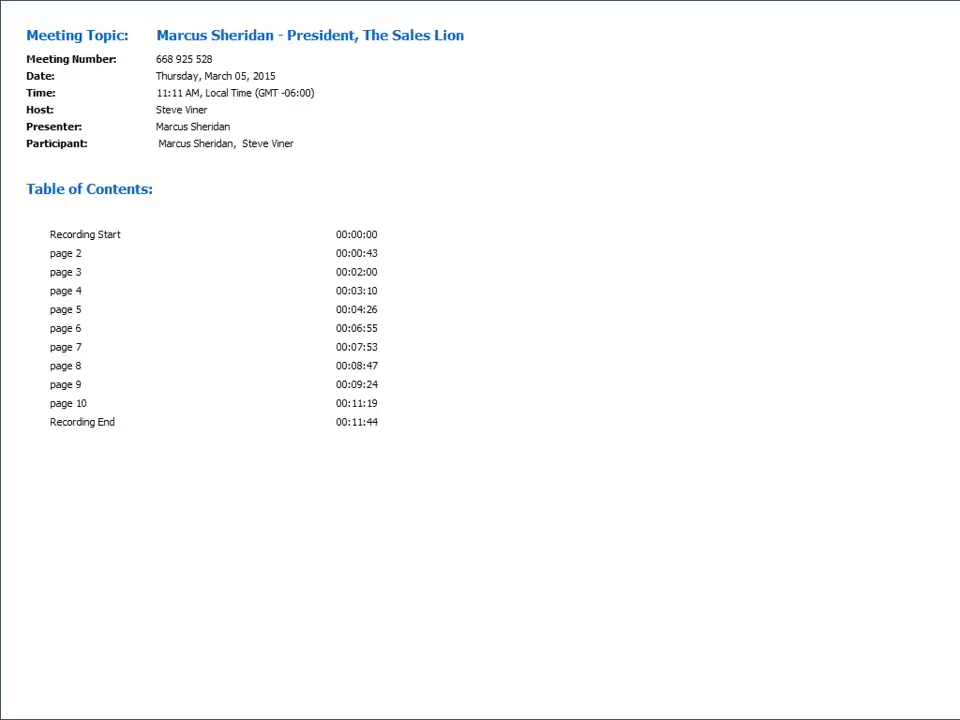 Meeting Topic: Marcus Sheridan - President, The Sales Lion
Meeting Number: 668 925 528
Date: Thursday, March 05, 2015
Time: 11:11 AM, Local Time (GMT -06:00)
Host: Steve Viner
Presenter: Marcus Sheridan
Participant: Marcus Sheridan, Steve Viner
Table of Contents:
Recording Start 00:00:00
page 2 00:00:43
page 3 00:02:00
page 4 00:03:10
page 5 00:04:26
page 6 00:06:55
page 7 00:07:53
page 8 00:08:47
page 9 00:09:24
page 10 00:11:19
Recording End 00:11:44